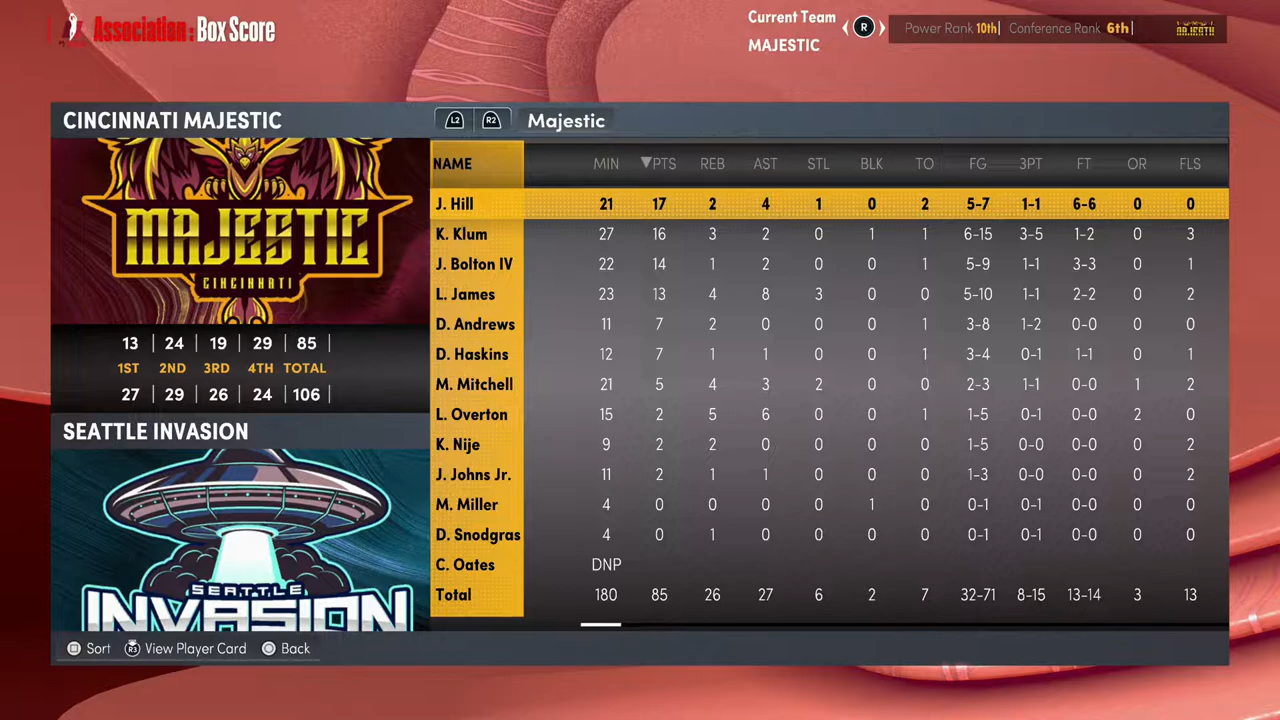 Association: Box Score
Current Team
MAJESTIC
R
Power Rank 10th| Conference Rank 6th|
MAJESTIC
CINCINNATI MAJESTIC
L2 R2 Majestic
MAJESTIC
CINCINNATI
13 | 24 | 19 | 29 | 85 |
1ST 2ND 3RD 4TH TOTAL
27 | 29 | 26 | 24 | 106 |
SEATTLE INVASION
SEATTLE
INVASION
NAME MIN ▼PTS REB AST STL BLK TO FG 3PT FT OR FLS
J. Hill 21 17 2 4 1 0 2 5-7 1-1 6-6 0 0
K. Klum 27 16 3 2 0 1 1 6-15 3-5 1-2 0 3
J. Bolton IV 22 14 1 2 0 0 1 5-9 1-1 3-3 0 1
L. James 23 13 4 8 3 0 0 5-10 1-1 2-2 0 2
D. Andrews 11 7 2 0 0 0 1 3-8 1-2 0-0 0 0
D. Haskins 12 7 1 1 0 0 1 3-4 0-1 1-1 0 1
M. Mitchell 21 5 4 3 2 0 0 2-3 1-1 0-0 1 2
L. Overton 15 2 5 6 0 0 1 1-5 0-1 0-0 2 0
K. Nije 9 2 2 0 0 0 0 1-5 0-0 0-0 0 2
J. Johns Jr. 11 2 1 1 0 0 0 1-3 0-0 0-0 0 2
M. Miller 4 0 0 0 0 1 0 0-1 0-1 0-0 0 0
D. Snodgras 4 0 1 0 0 0 0 0-1 0-1 0-0 0 0
C. Oates DNP
Total 180 85 26 27 6 2 7 32-71 8-15 13-14 3 13
Sort R3 View Player Card Back